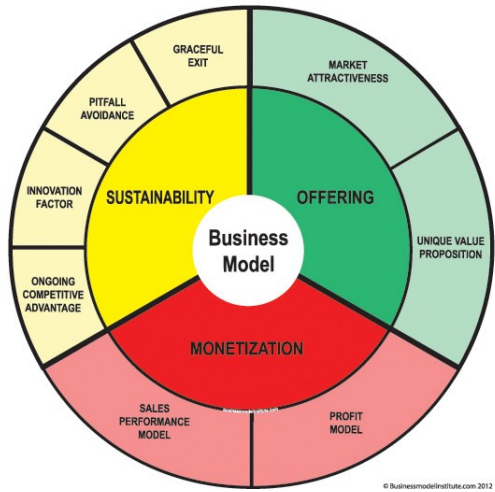 GRACEFUL
EXIT
MARKET
ATTRACTIVENESS
PITFALL
AVOIDANCE
INNOVATION
FACTOR
SUSTAINABILITY
OFFERING
Business
Model
UNIQUE VALUE
PROPOSITION
ONGOING
COMPETITIVE
ADVANTAGE
MONETIZATION
SALES
PERFORMANCE
MODEL
PROFIT
MODEL
© Businessmodelinstitute.com 2012